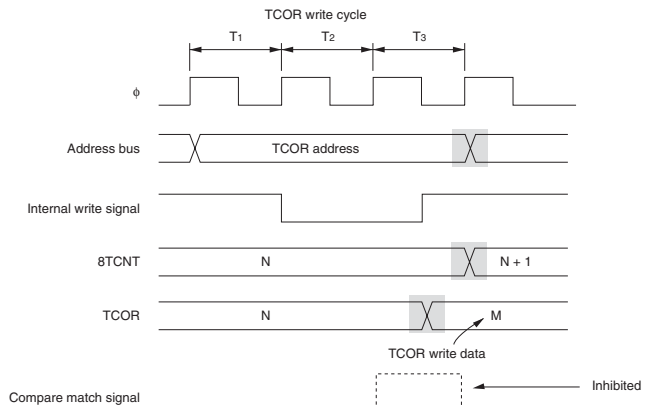 TCOR write cycle
T1 T2 T3
ϕ
Address bus TCOR address
Internal write signal
8TCNT N N + 1
TCOR N M
TCOR write data
Compare match signal Inhibited